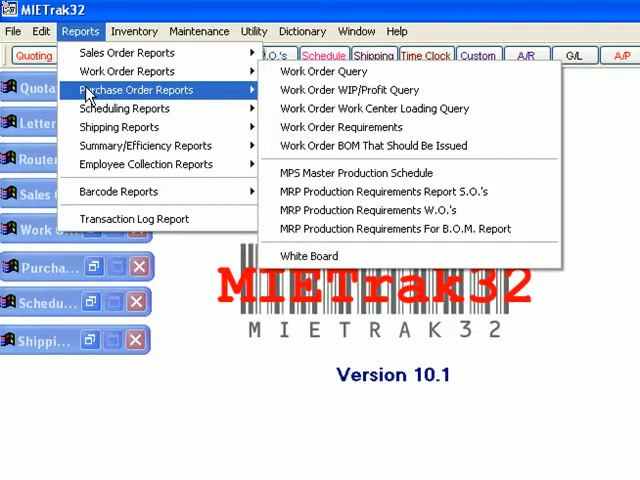 MIETrak32
File Edit Reports Inventory Maintenance Utility Dictionary Window Help
Quoting .O.'s Schedule Shipping Time Clock Custom A/R G/L A/P
Sales Order Reports
Work Order Reports
Purchase Order Reports
Scheduling Reports
Shipping Reports
Summary/Efficiency Reports
Employee Collection Reports
Barcode Reports
Transaction Log Report
Work Order Query
Work Order WIP/Profit Query
Work Order Work Center Loading Query
Work Order Requirements
Work Order BOM That Should Be Issued
MPS Master Production Schedule
MRP Production Requirements Report S.O.'s
MRP Production Requirements W.O.'s
MRP Production Requirements For B.O.M. Report
White Board
Quota
Letter
Router
Sales
Work
Purcha...
Schedu...
Shippi...
MIETrak32
M I E T R A K 3 2
Version 10.1